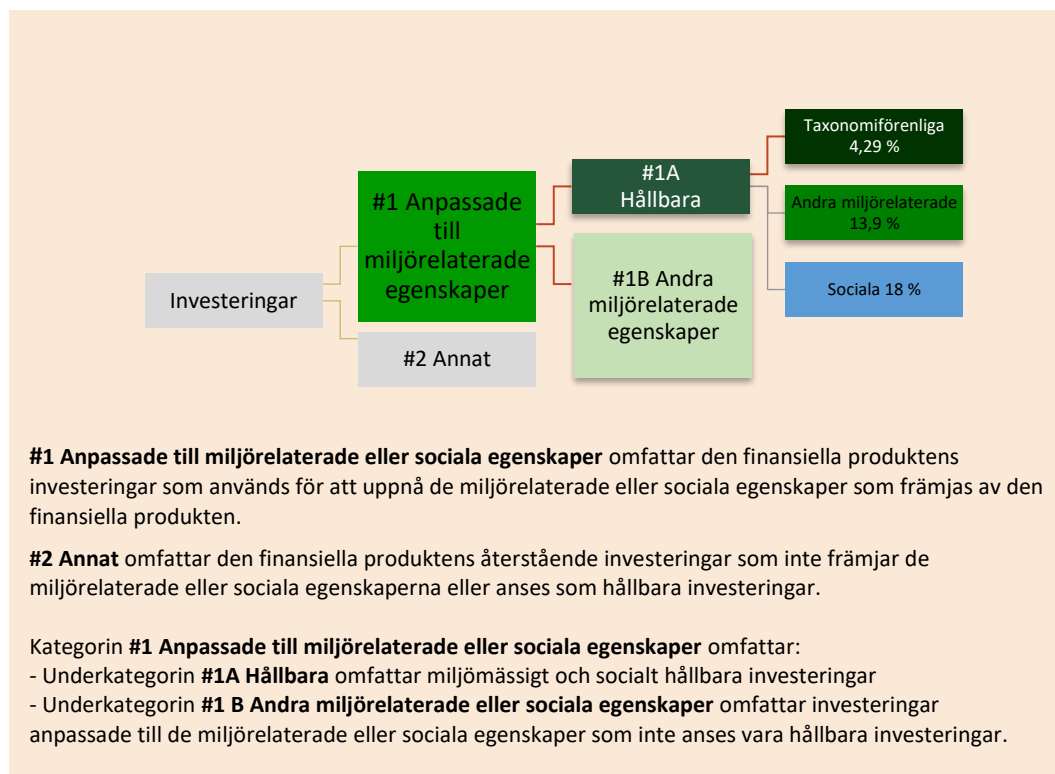 Taxonomiförenliga
4,29 %
#1A
Hållbara
#1 Anpassade
till
miljörelaterade
egenskaper
Andra miljörelaterade
13,9 %
#1B Andra
miljörelaterade
egenskaper
Sociala 18 %
Investeringar
#2 Annat
#1 Anpassade till miljörelaterade eller sociala egenskaper omfattar den finansiella produktens
investeringar som används för att uppnå de miljörelaterade eller sociala egenskaper som främjas av den
finansiella produkten.
#2 Annat omfattar den finansiella produktens återstående investeringar som inte främjar de
miljörelaterade eller sociala egenskaperna eller anses som hållbara investeringar.
Kategorin #1 Anpassade till miljörelaterade eller sociala egenskaper omfattar:
- Underkategorin #1A Hållbara omfattar miljömässigt och socialt hållbara investeringar
- Underkategorin #1 B Andra miljörelaterade eller sociala egenskaper omfattar investeringar
anpassade till de miljörelaterade eller sociala egenskaper som inte anses vara hållbara investeringar.